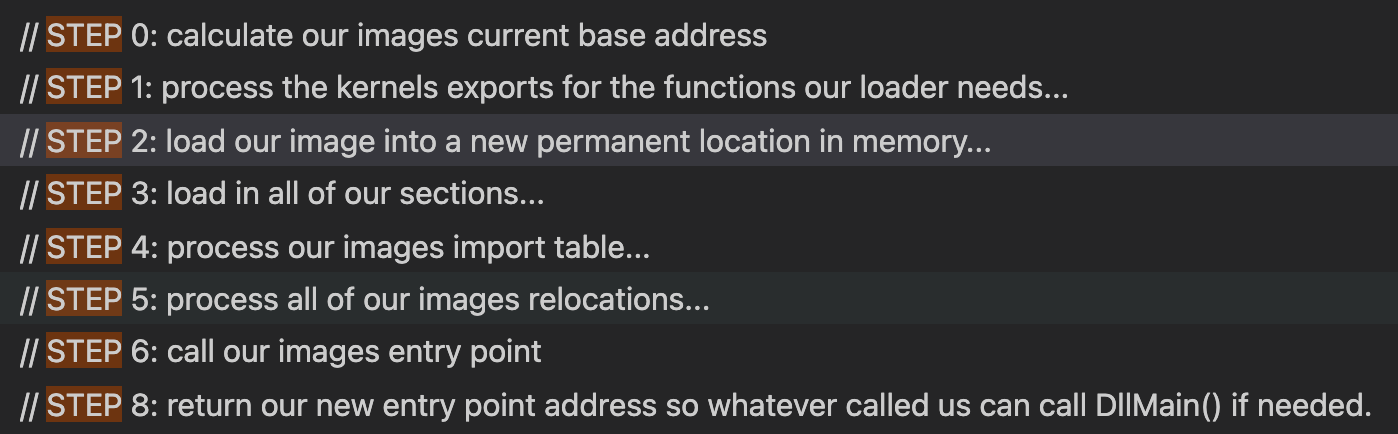 // STEP 0: calculate our images current base address
// STEP 1: process the kernels exports for the functions our loader needs...
// STEP 2: load our image into a new permanent location in memory...
// STEP 3: load in all of our sections...
// STEP 4: process our images import table...
// STEP 5: process all of our images relocations...
// STEP 6: call our images entry point
// STEP 8: return our new entry point address so whatever called us can call DllMain() if needed.